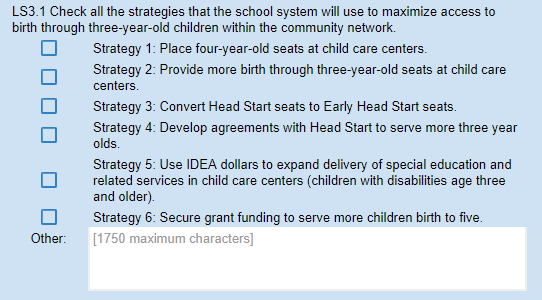 LS3.1 Check all the strategies that the school system will use to maximize access to
birth through three-year-old children within the community network.
Strategy 1: Place four-year-old seats at child care centers.
Strategy 2: Provide more birth through three-year-old seats at child care
centers.
Strategy 3: Convert Head Start seats to Early Head Start seats.
Strategy 4: Develop agreements with Head Start to serve more three year
olds.
Strategy 5: Use IDEA dollars to expand delivery of special education and
related services in child care centers (children with disabilities age three
and older).
Strategy 6: Secure grant funding to serve more children birth to five.
Other: [1750 maximum characters]